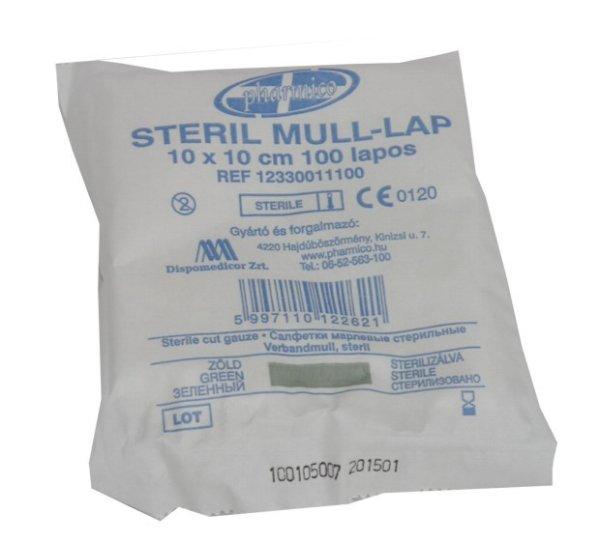 pharmico
STERIL MULL-LAP
10 x 10 cm 100 lapos
REF 12330011100
2
STERILE
CE 0120
Gyártó és forgalmazó:
4220 Hajdúböszörmény, Kinizsi u. 7.
www.pharmico.hu
Tel.: 06-52-563-100
Dispomedicor Zrt.
5 997110 122621
Sterile cut gauze • Салфетки марлевые стерильные
Verbandmull, steril
ZÖLD
GREEN
ЗЕЛЕННЫЙ
STERILIZÁLVA
STERILE
СТЕРИЛИЗОВАНО
LOT
100105007 201501